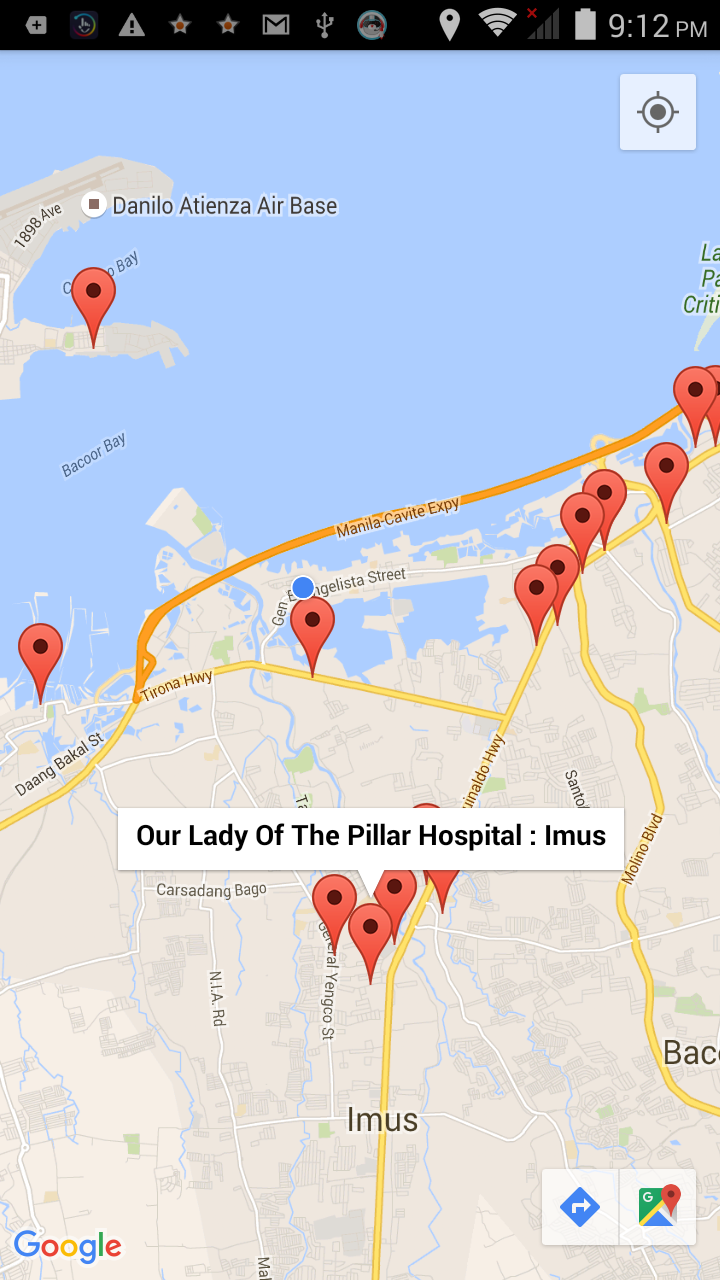 9:12 PM
1898 Ave
Danilo Atienza Air Base
Bay
La
Pa
Criti
Bacoor Bay
Manila-Cavite Expy
Gen
ngelista Street
Tirona Hwy
Daang Bakal St
uinaldo Hwy
Santo
Molino Blvd
Ta
Our Lady Of The Pillar Hospital : Imus
Carsadang Bago
General Yengco St
N.I.A. Rd
Bac
Imus
G
Google
Mal